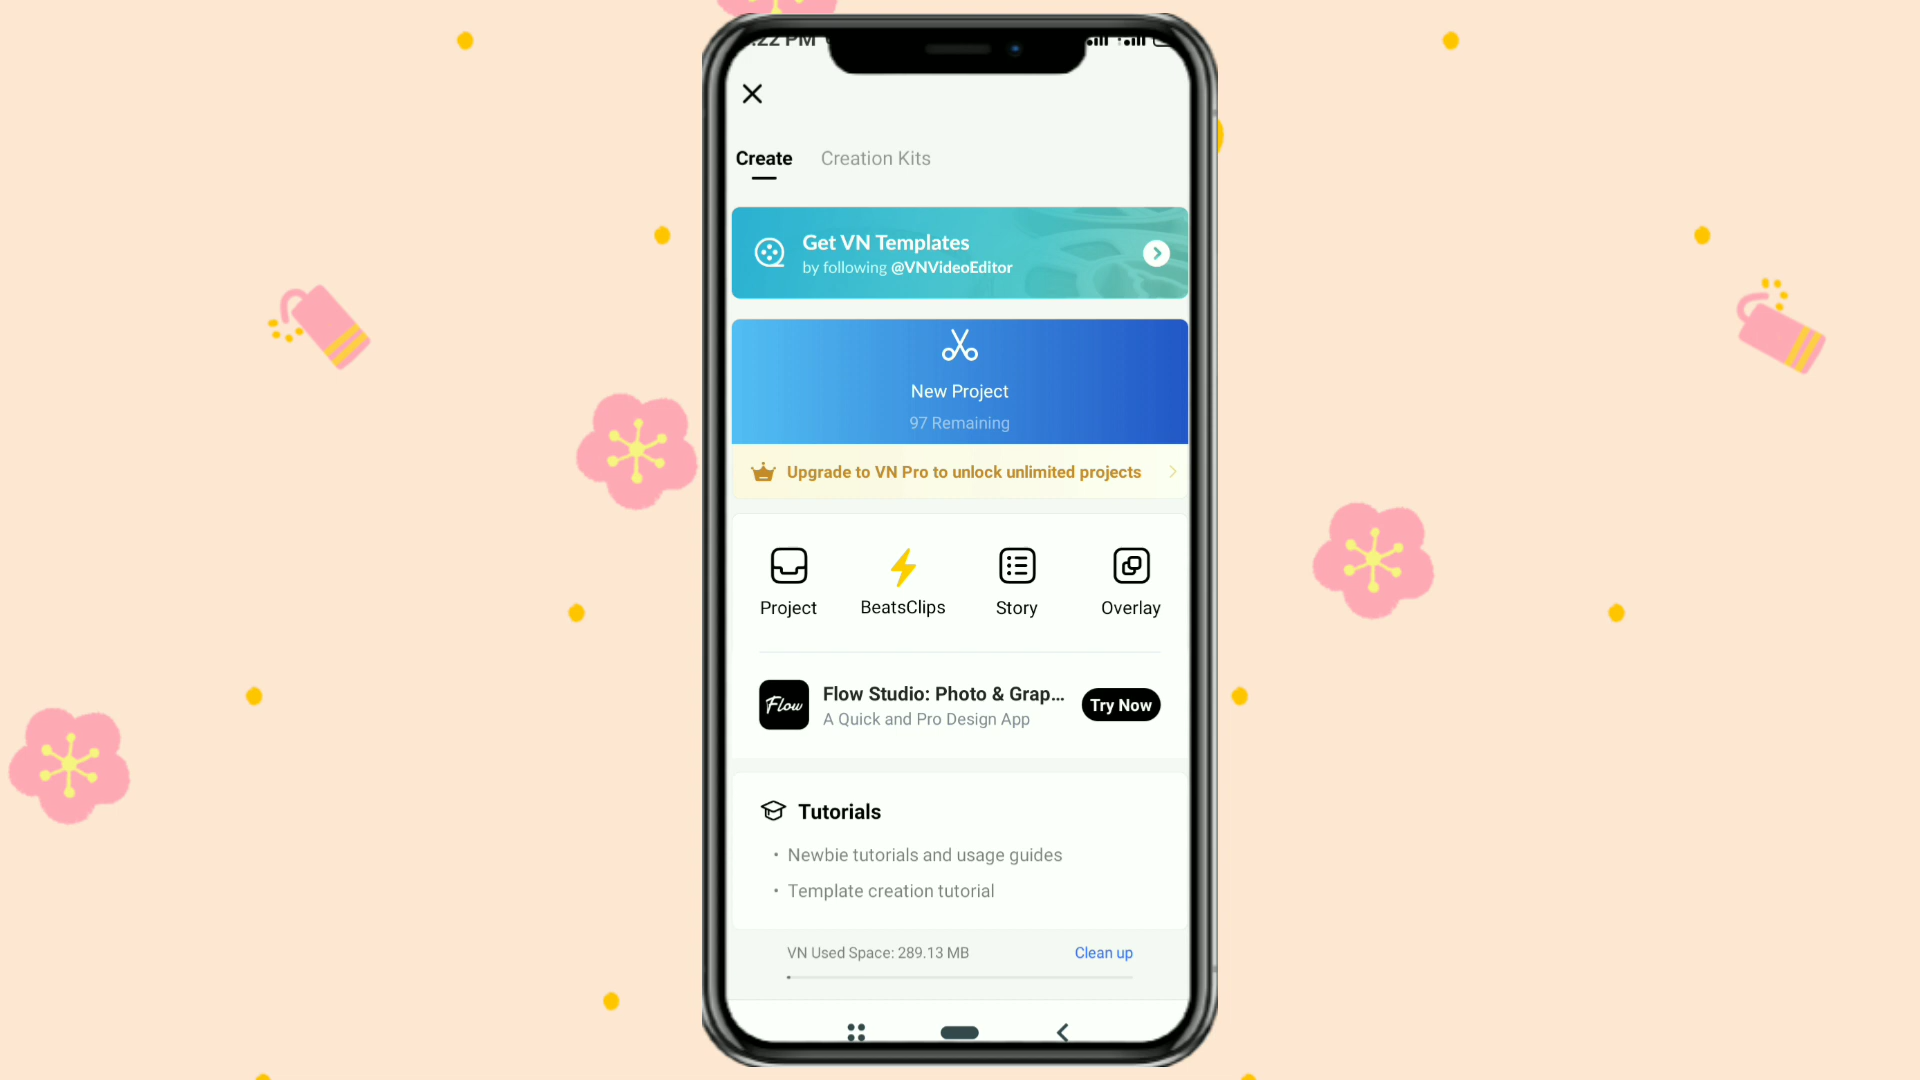 :22 PM
Create
Creation Kits
Get VN Templates
by following @VNVideoEditor
New Project
97 Remaining
Upgrade to VN Pro to unlock unlimited projects
Project
BeatsClips
Story
Overlay
Flow
Flow Studio: Photo & Grap...
A Quick and Pro Design App
Try Now
Tutorials
• Newbie tutorials and usage guides
• Template creation tutorial
VN Used Space: 289.13 MB
Clean up